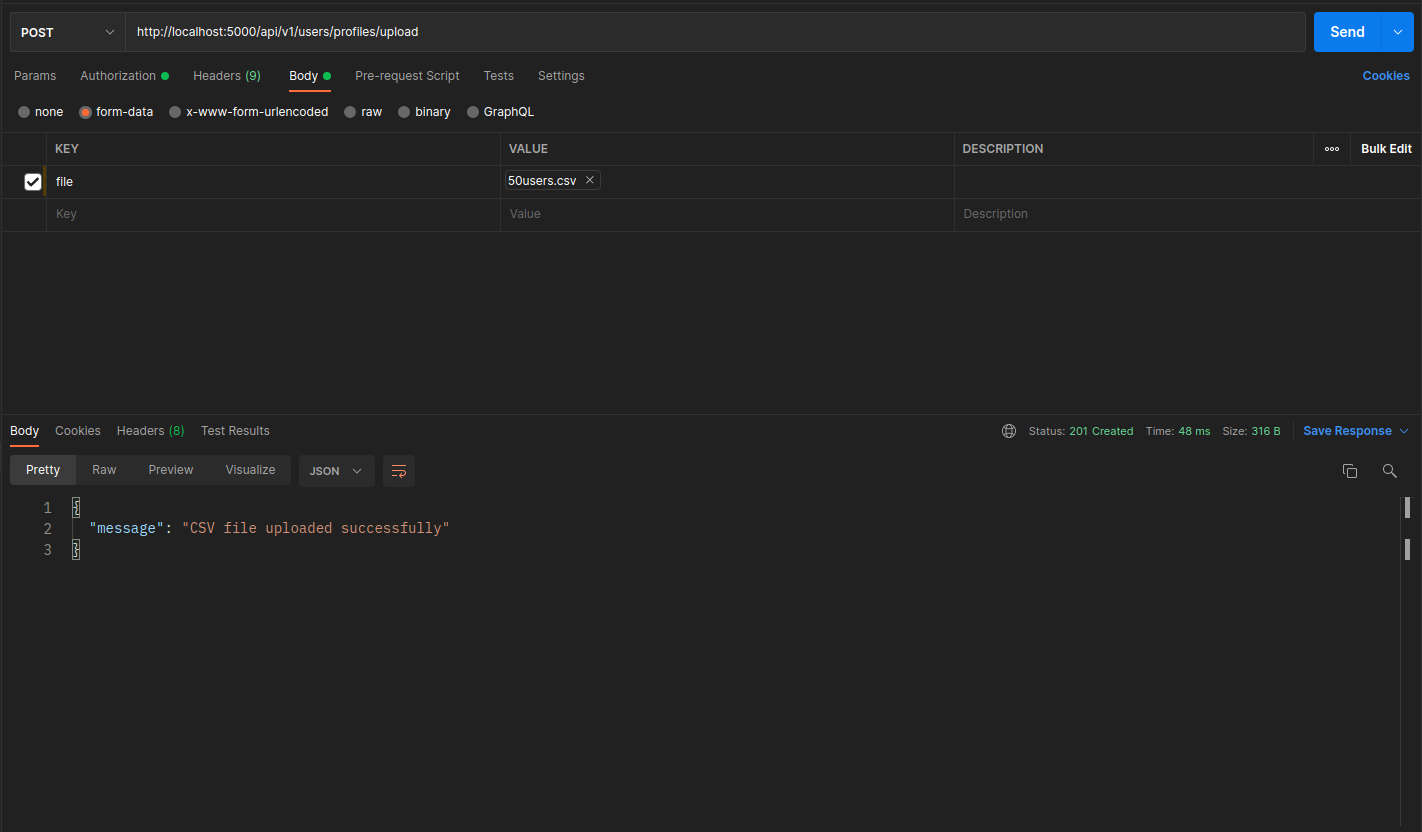 POST http://localhost:5000/api/v1/users/profiles/upload Send
Params Authorization Headers (9) Body Pre-request Script Tests Settings Cookies
none form-data x-www-form-urlencoded raw binary GraphQL
KEY VALUE DESCRIPTION Bulk Edit
file 50users.csv
Key Value Description
Body Cookies Headers (8) Test Results Status: 201 Created Time: 48 ms Size: 316 B Save Response
Pretty Raw Preview Visualize JSON
1 {
2 "message": "CSV file uploaded successfully"
3 }